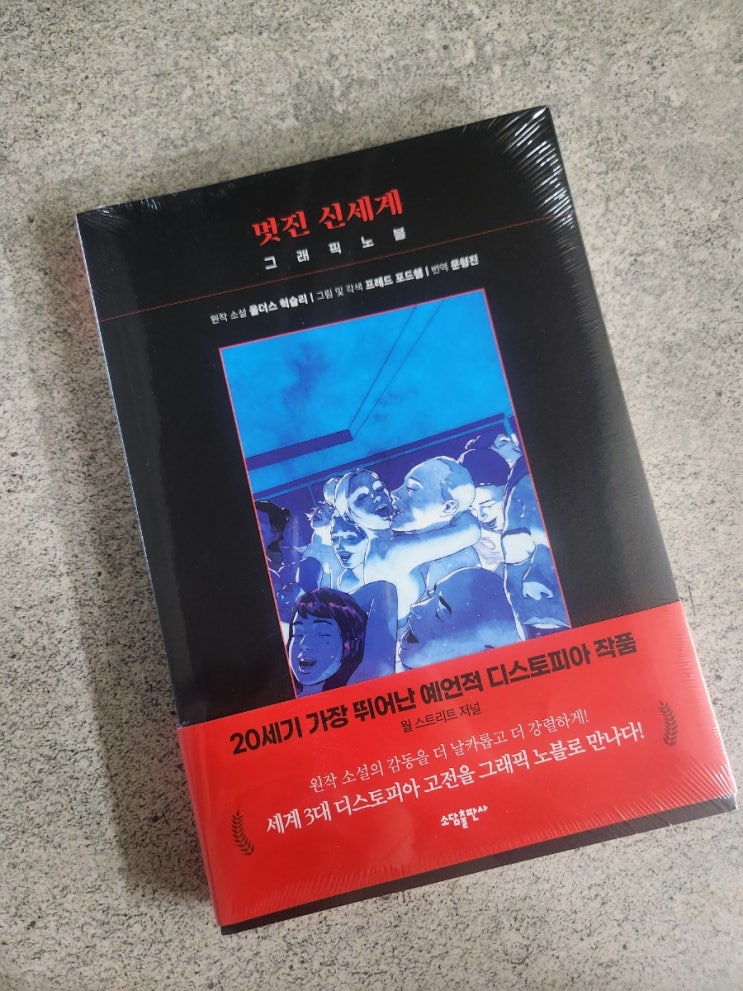 멋진 신세계
그래픽노블
원작 소설 올더스 헉슬리 | 그림 및 각색 프레드 포드햄 | 번역 문형진
20세기 가장 뛰어난 예언적 디스토피아 작품
월 스트리트 저널
원작 소설의 감동을 더 날카롭고 더 강렬하게!
세계 3대 디스토피아 고전을 그래픽 노블로 만나다!
소담출판사